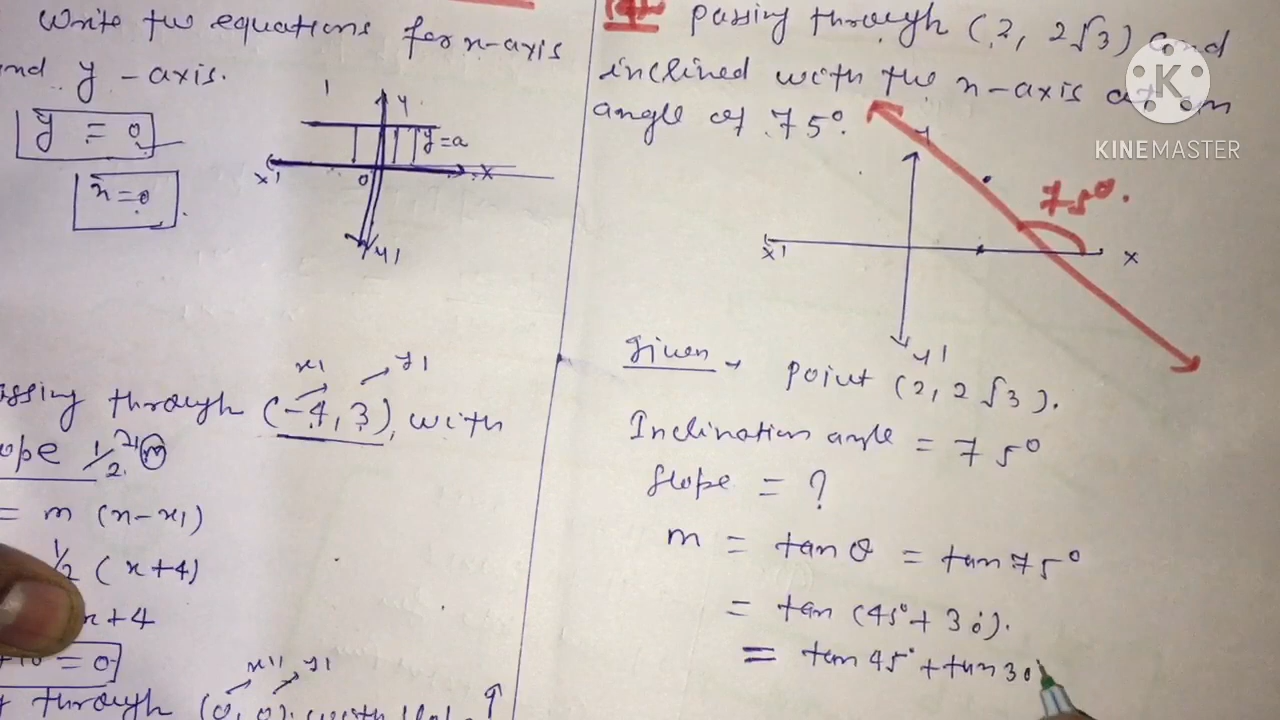 Write the equations for x-axis
and y-axis.
y = 0
x = 0
y
y = a
x'
0
x
y'
passing through (-4, 3), with
x1
y1
slope 1/2 m
= m (x - x1)
1/2 (x+4)
x+4
+10 = 0
x1 y1
through (0, 0), with
passing through (2, 2√3) and
inclined with the x-axis at an
angle of 75°.
75°.
x'
x
y'
Given → point (2, 2√3).
Inclination angle = 75°
Slope = ?
m = tan θ = tan 75°
= tan (45° + 30).
= tan 45° + tan 30
K
KINEMASTER